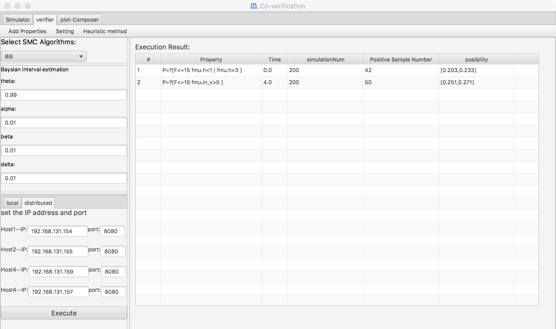 Co-verification
Simulator verifier plot-Composer
Add Properties Setting Heuristic method
Select SMC Algorithms:
BIE
Baysian interval estimation
theta:
0.99
alpha:
0.01
beta:
0.01
delta:
0.01
local distributed
set the IP address and port
Host1---IP: 192.168.131.154 port: 8080
Host2---IP: 192.168.131.155 port: 8080
Host4---IP: 192.168.131.159 port: 8080
Host4---IP: 192.168.131.157 port: 8080
Execute
Execution Result:
# Property Time simulationNum Positive Sample Number posibility
1 P=?[F<=15 fmu.h<1 | fmu.h>3 ] 0.0 200 42 [0.203,0.233]
2 P=?[F<=15 fmu.in_v>5 ] 4.0 200 50 [0.251,0.271]